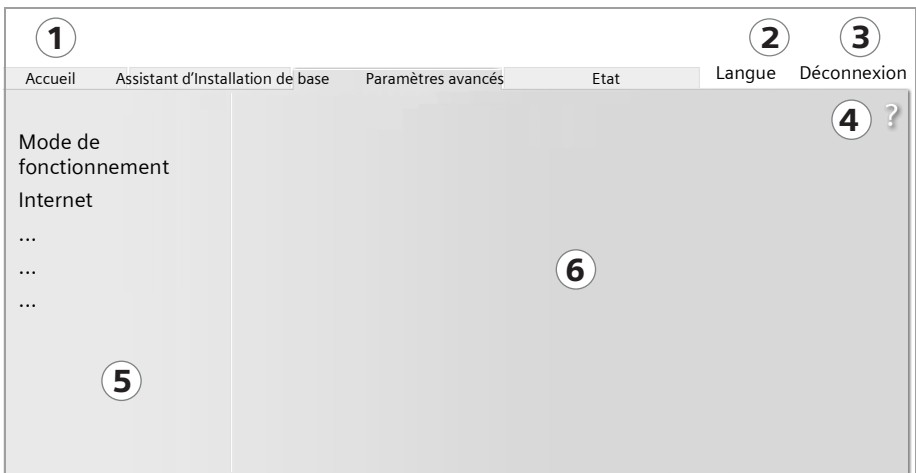 1 2 3
Accueil Assistant d’Installation de base Paramètres avancés Etat Langue Déconnexion
4 ?
Mode de
fonctionnement
Internet
...
...
...
6
5